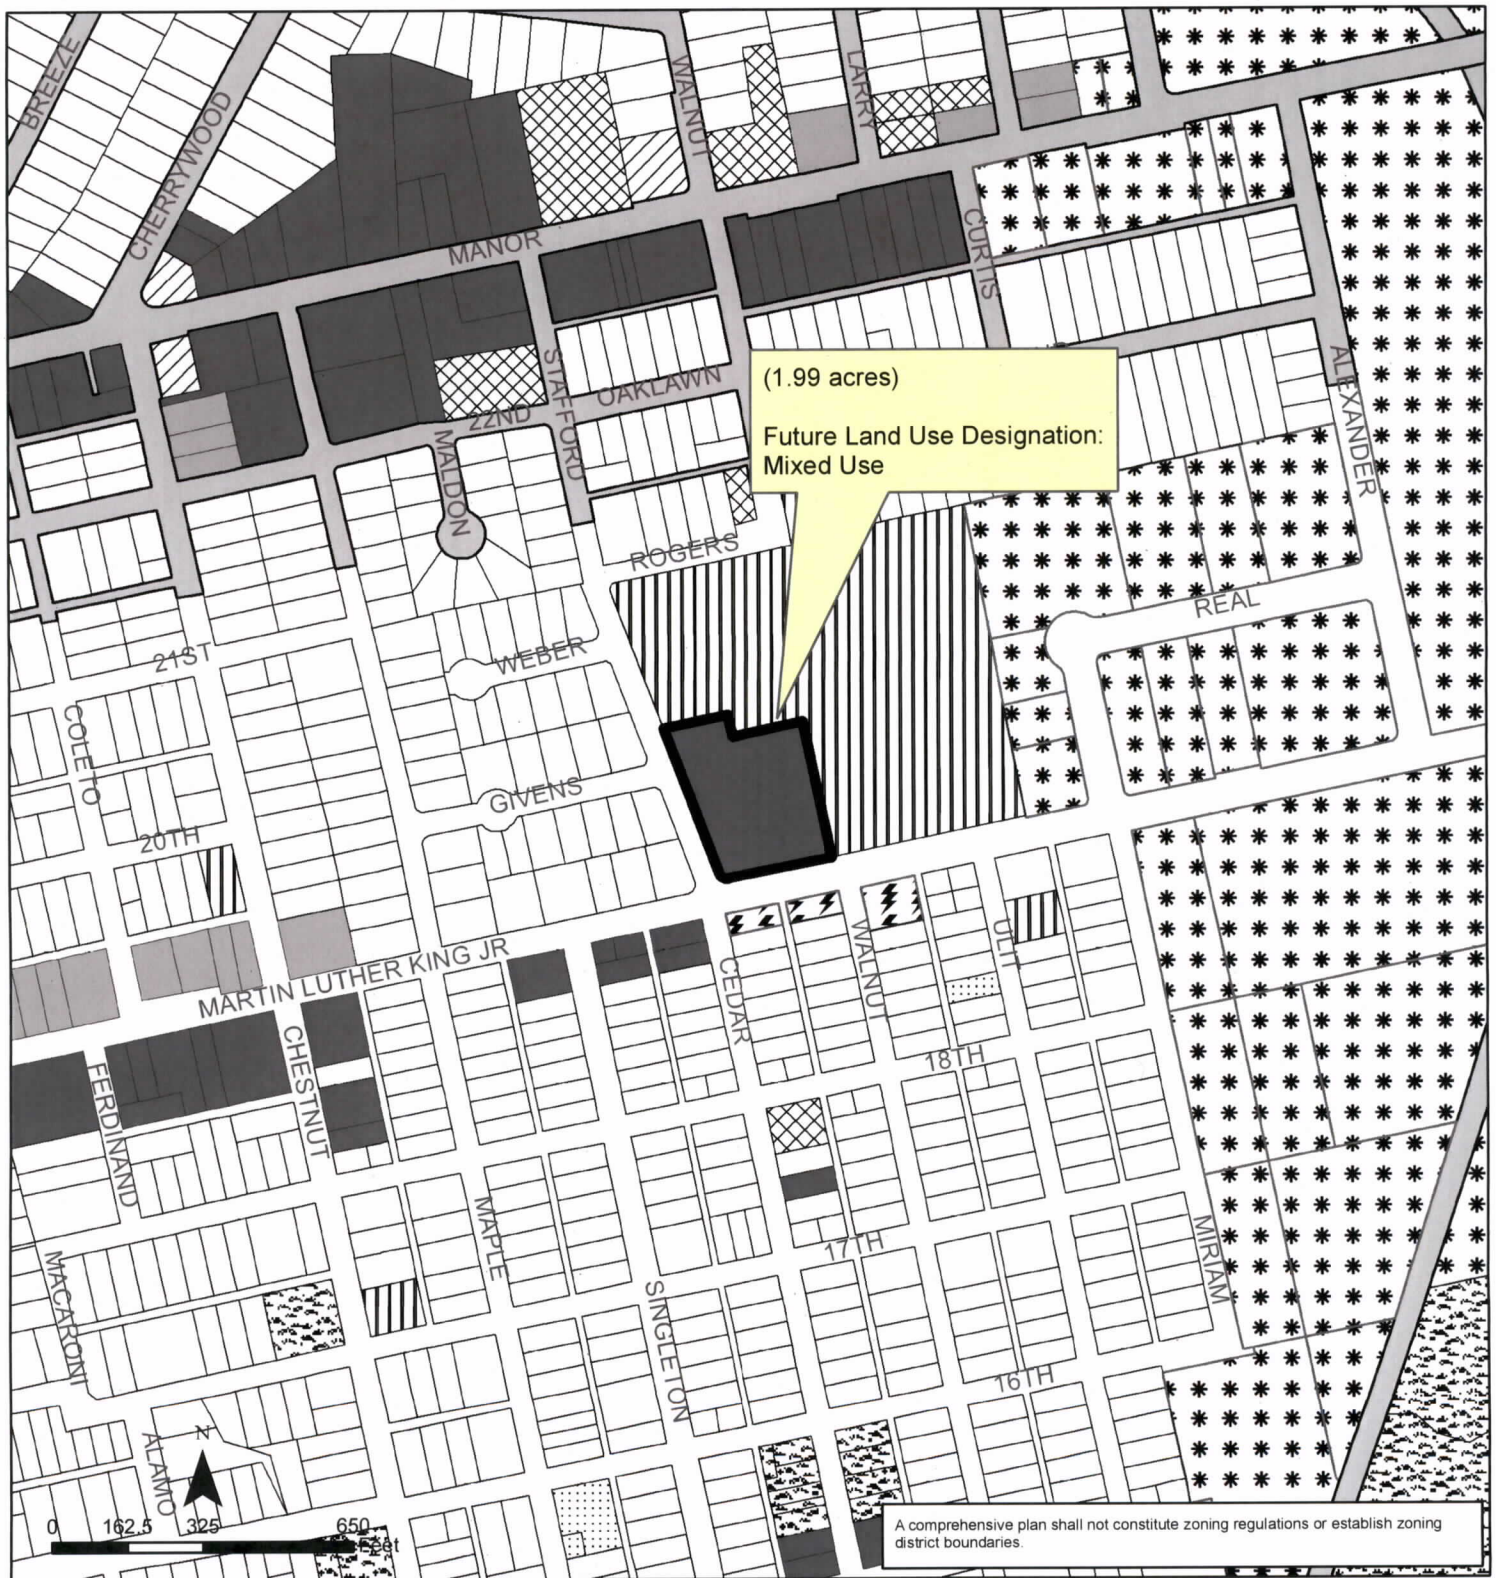 BREEZE
CHERRYWOOD
WALNUT
LARRY
MANOR
CURTIS
STAFFORD
OAKLAWN
22ND
MALDON
ALEXANDER
(1.99 acres)
Future Land Use Designation:
Mixed Use
ROGERS
REAL
21ST
WEBER
COLETO
GIVENS
20TH
MARTIN LUTHER KING JR
CEDAR
WALNUT
ULIT
CHESTNUT
FERDINAND
18TH
MAPLE
17TH
MIRIAM
MACARONI
SINGLETON
16TH
ALAMO
N
0 162.5 325 650
Feet
A comprehensive plan shall not constitute zoning regulations or establish zoning
district boundaries.